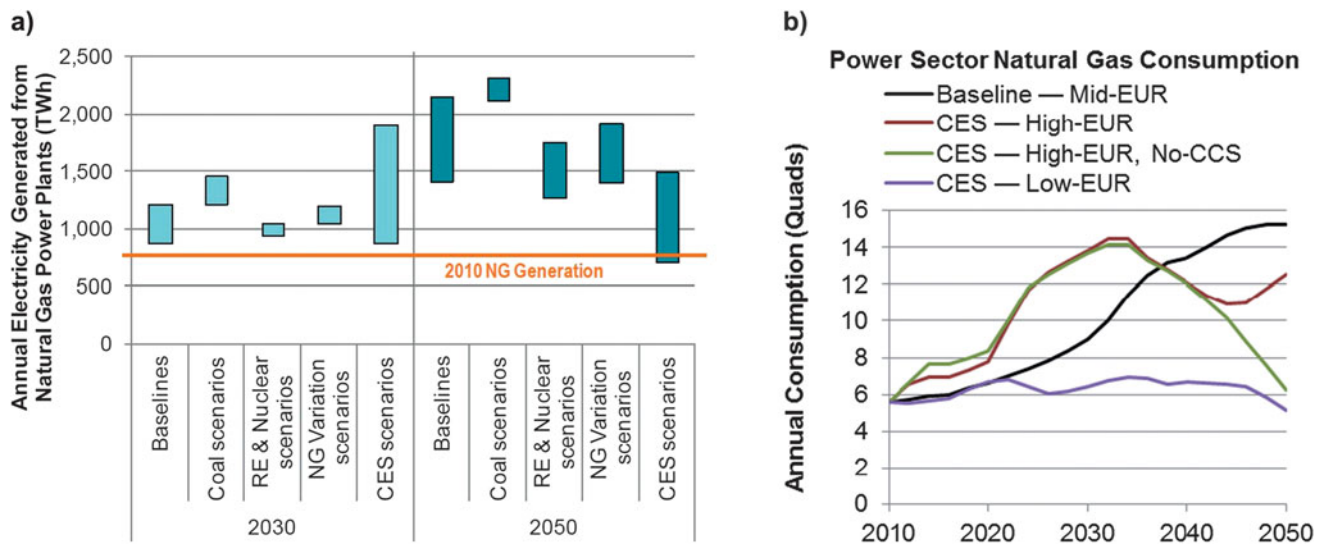 a)
Annual Electricity Generated from
Natural Gas Power Plants (TWh)
2,500
2,000
1,500
1,000
500
0
2010 NG Generation
Baselines
Coal scenarios
RE & Nuclear
scenarios
NG Variation
scenarios
CES scenarios
Baselines
Coal scenarios
RE & Nuclear
scenarios
NG Variation
scenarios
CES scenarios
2030
2050
b)
Power Sector Natural Gas Consumption
Baseline — Mid-EUR
CES — High-EUR
CES — High-EUR, No-CCS
CES — Low-EUR
Annual Consumption (Quads)
16
14
12
10
8
6
4
2
0
2010
2020
2030
2040
2050